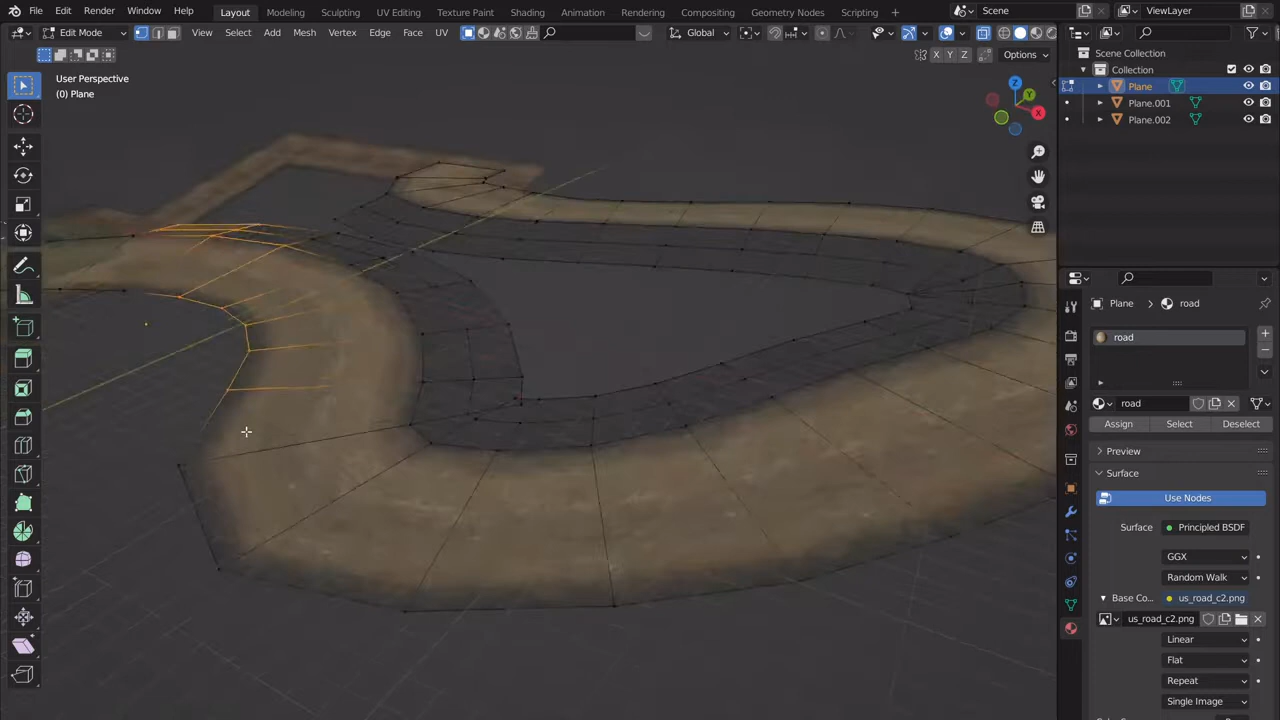 File Edit Render Window Help Layout Modeling Sculpting UV Editing Texture Paint Shading Animation Rendering Compositing Geometry Nodes Scripting + Scene ViewLayer
Edit Mode View Select Add Mesh Vertex Edge Face UV Global
X Y Z Options
User Perspective
(0) Plane
Z
Y
X
Scene Collection
Collection
Plane
Plane.001
Plane.002
Plane > road
road
road
Assign Select Deselect
Preview
Surface
Use Nodes
Surface Principled BSDF
GGX
Random Walk
Base Co... us_road_c2.png
us_road_c2.png
Linear
Flat
Repeat
Single Image